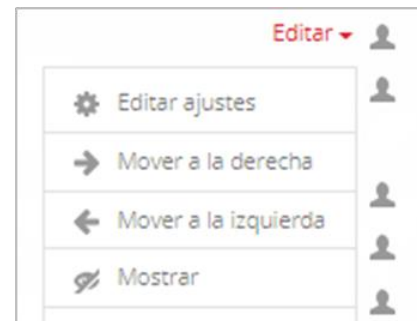 Editar
Editar ajustes
Mover a la derecha
Mover a la izquierda
Mostrar